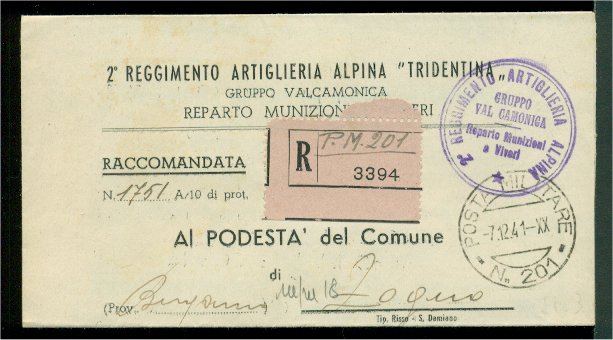 2° REGGIMENTO ARTIGLIERIA ALPINA "TRIDENTINA„
GRUPPO VALCAMONICA
REPARTO MUNIZIONI VIVERI
2° REGGIMENTO ARTIGLIERIA ALPINA
GRUPPO
VAL CAMONICA
Reparto Munizioni
e Viveri
RACCOMANDATA
R
P.M. 201
3394
N. 1751 A/10 di prot.
POSTA MILITARE
-7.12.41-XX
N. 201
Al PODESTA' del Comune
di
Zogno
(Prov. Bergamo
Tip. Risso - S. Damiano